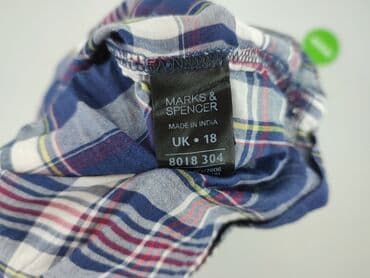 MARKS &
SPENCER
MADE IN INDIA
UK • 18
8018 304